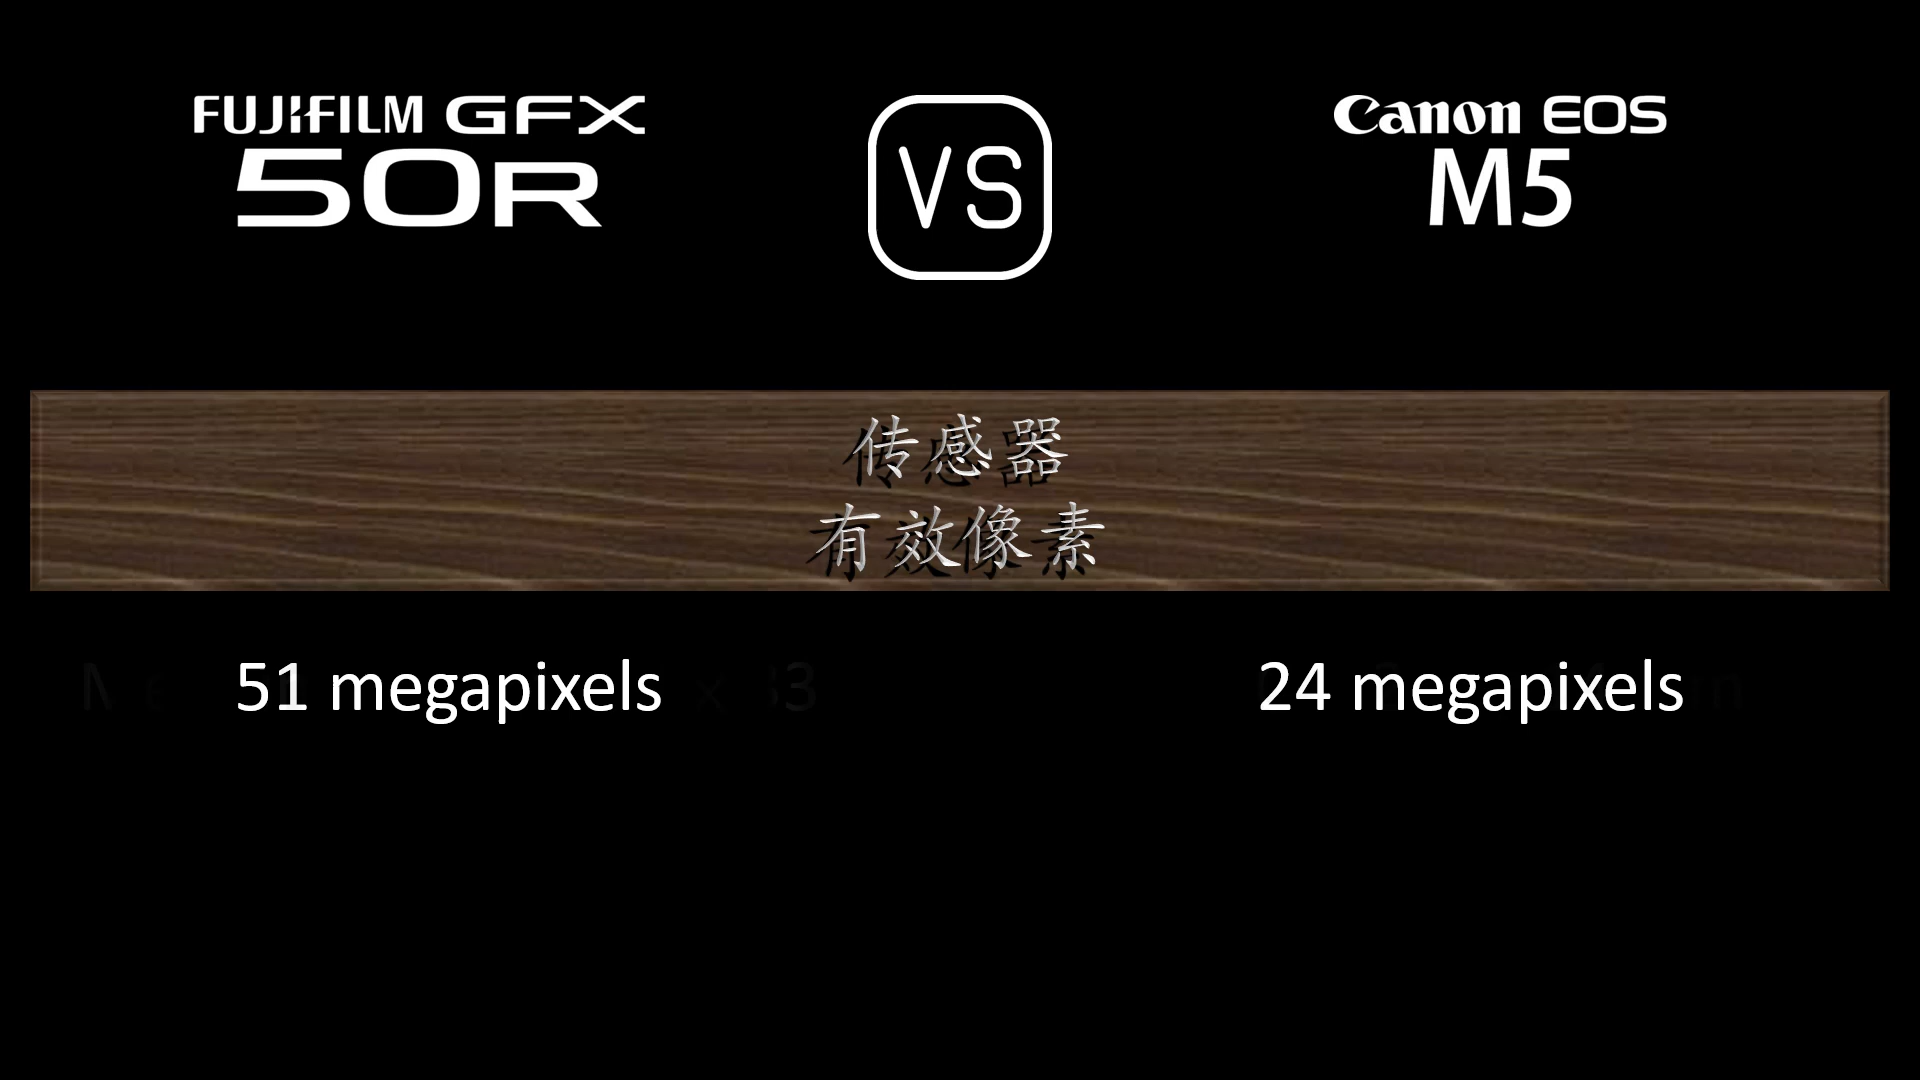 FUJIFILM GFX
50R
VS
Canon EOS
M5
传感器
有效像素
51 megapixels
24 megapixels